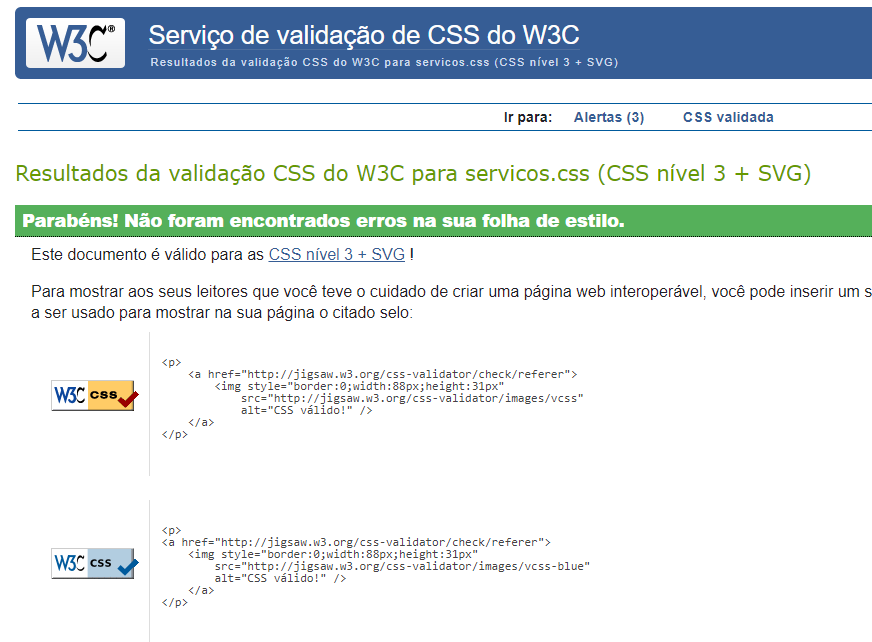 W3C®
Serviço de validação de CSS do W3C
Resultados da validação CSS do W3C para servicos.css (CSS nível 3 + SVG)
Ir para: Alertas (3) CSS validada
Resultados da validação CSS do W3C para servicos.css (CSS nível 3 + SVG)
Parabéns! Não foram encontrados erros na sua folha de estilo.
Este documento é válido para as CSS nível 3 + SVG !
Para mostrar aos seus leitores que você teve o cuidado de criar uma página web interoperável, você pode inserir um s
a ser usado para mostrar na sua página o citado selo:
W3C css
<p>
<a href="http://jigsaw.w3.org/css-validator/check/referer">
<img style="border:0;width:88px;height:31px"
src="http://jigsaw.w3.org/css-validator/images/vcss"
alt="CSS válido!" />
</a>
</p>
W3C css
<p>
<a href="http://jigsaw.w3.org/css-validator/check/referer">
<img style="border:0;width:88px;height:31px"
src="http://jigsaw.w3.org/css-validator/images/vcss-blue"
alt="CSS válido!" />
</a>
</p>